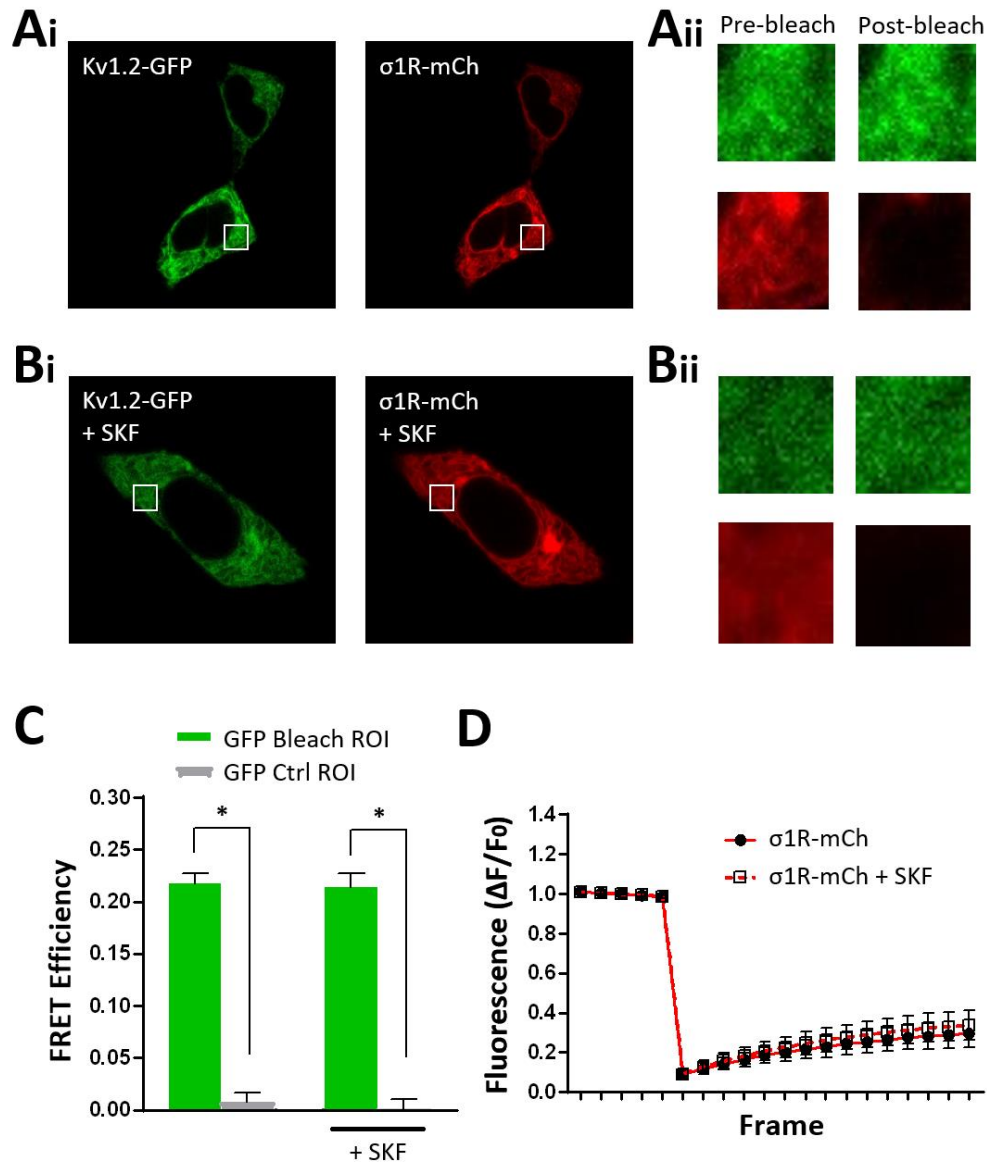 Ai
Kv1.2-GFP
σ1R-mCh
Aii
Pre-bleach
Post-bleach
Bi
Kv1.2-GFP
+ SKF
σ1R-mCh
+ SKF
Bii
C
GFP Bleach ROI
GFP Ctrl ROI
FRET Efficiency
0.30
0.25
0.20
0.15
0.10
0.05
0.00
*
*
+ SKF
D
Fluorescence (ΔF/F0)
1.4
1.2
1.0
0.8
0.6
0.4
0.2
0.0
σ1R-mCh
σ1R-mCh + SKF
Frame